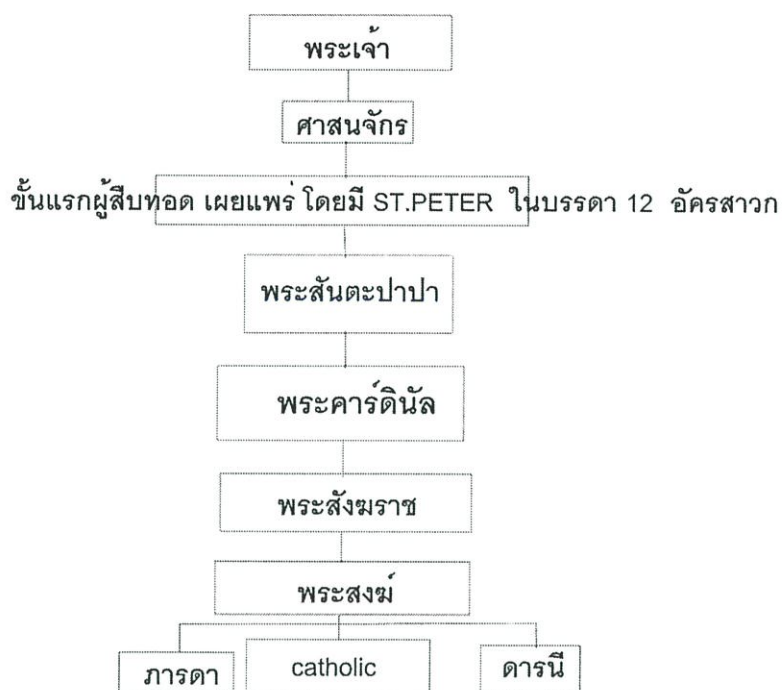 พระเจ้า
ศาสนจักร
ขั้นแรกผู้สืบทอด เผยแพร่ โดยมี ST.PETER ในบรรดา 12 อัครสาวก
พระสันตะปาปา
พระคาร์ดินัล
พระสังฆราช
พระสงฆ์
ภารดา catholic ดารนี